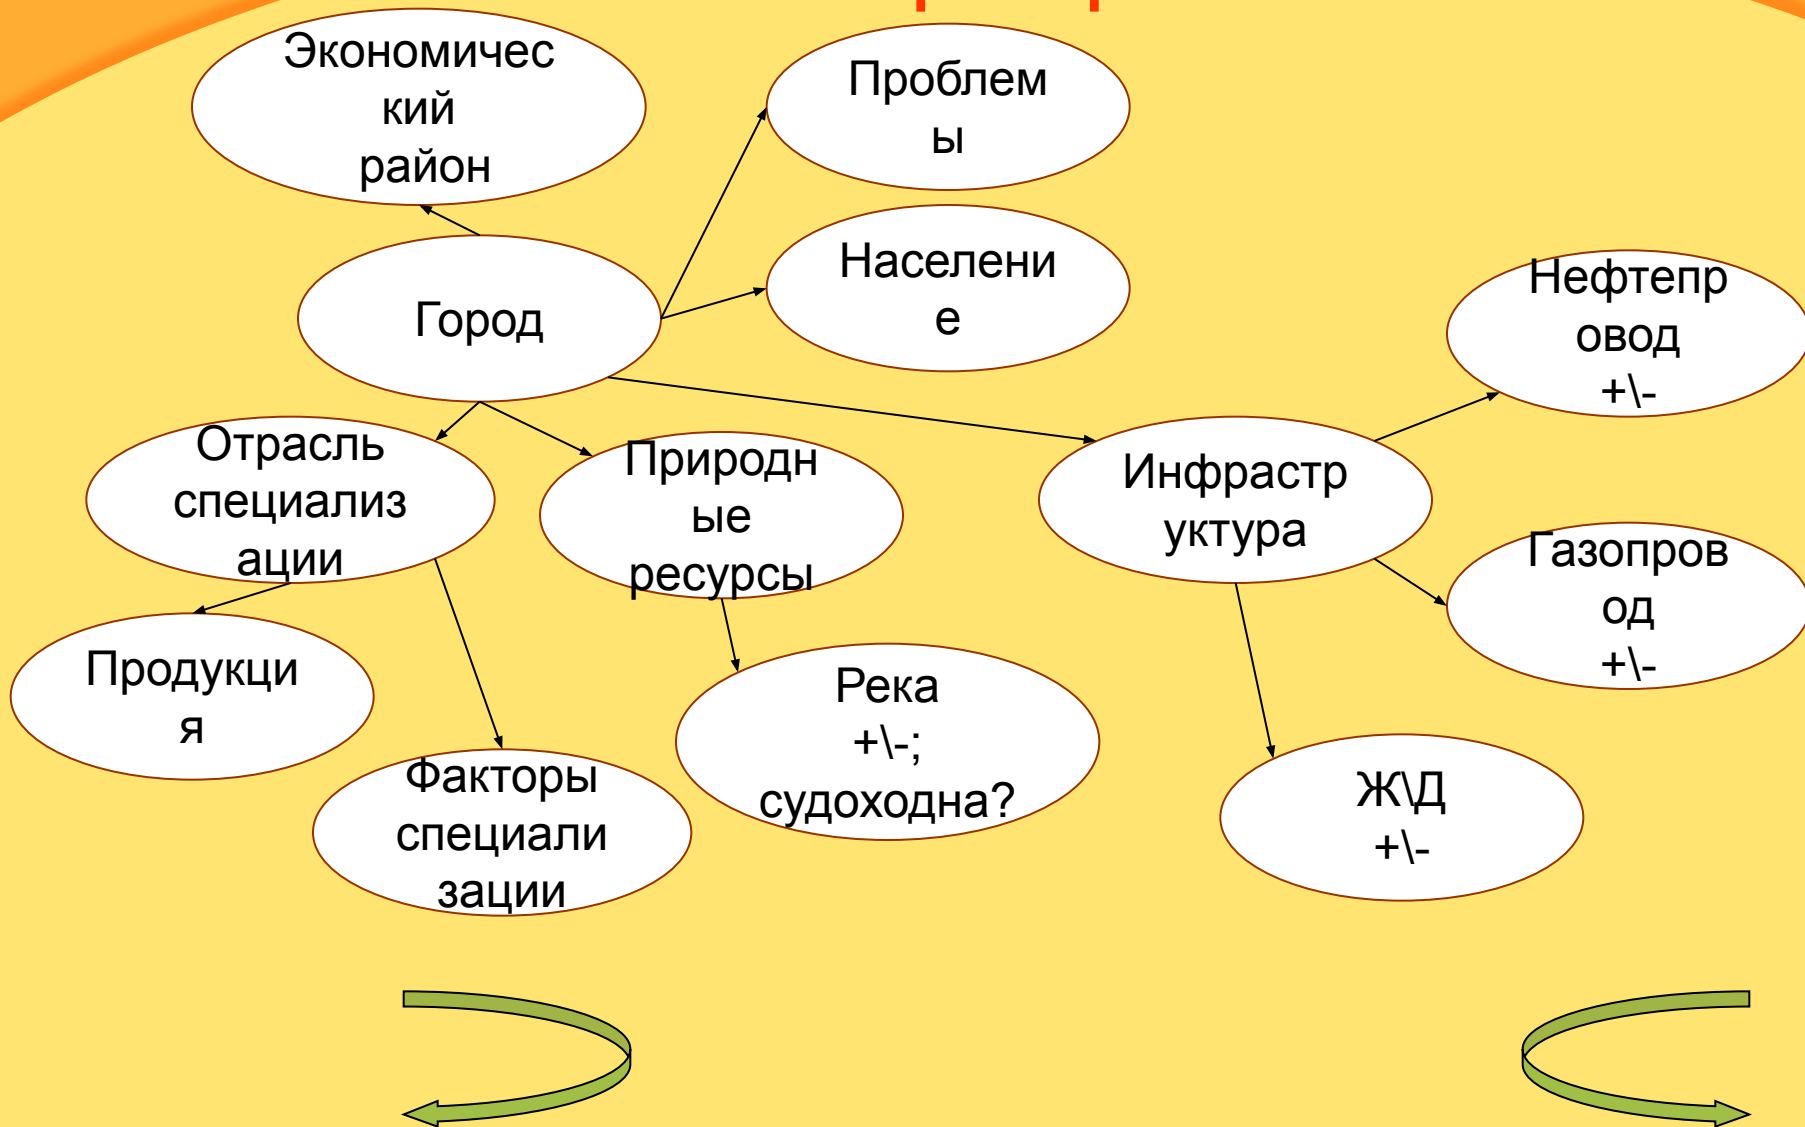 Экономичес
кий
район
Проблем
ы
Населени
е
Город
Нефтепр
овод
+\-
Отрасль
специализ
ации
Природн
ые
ресурсы
Инфрастр
уктура
Газопров
од
+\-
Продукци
я
Факторы
специали
зации
Река
+\-;
судоходна?
Ж\Д
+\-